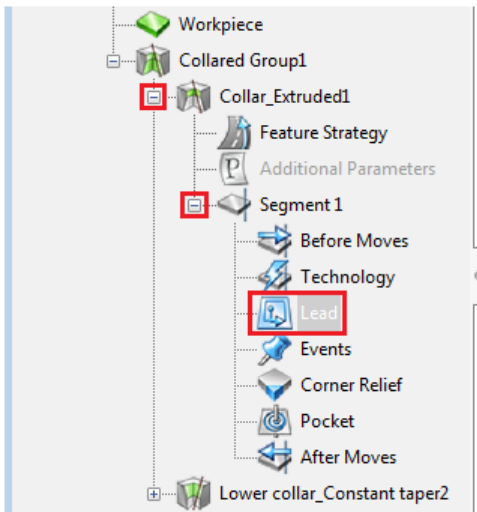 Workpiece
Collared Group1
Collar_Extruded1
Feature Strategy
P Additional Parameters
Segment 1
Before Moves
Technology
Lead
Events
Corner Relief
Pocket
After Moves
Lower collar_Constant taper2